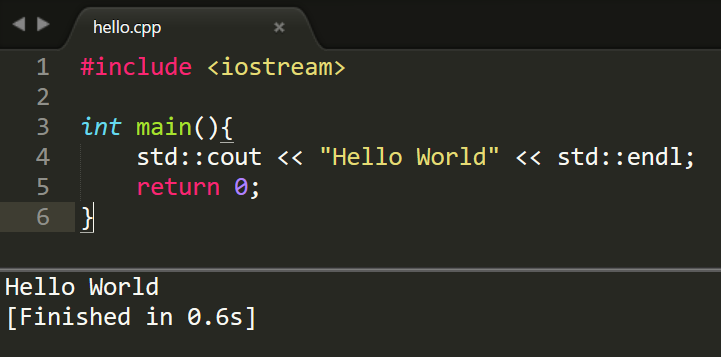 hello.cpp ×
1 #include <iostream>
2
3 int main(){
4     std::cout << "Hello World" << std::endl;
5     return 0;
6 }
Hello World
[Finished in 0.6s]